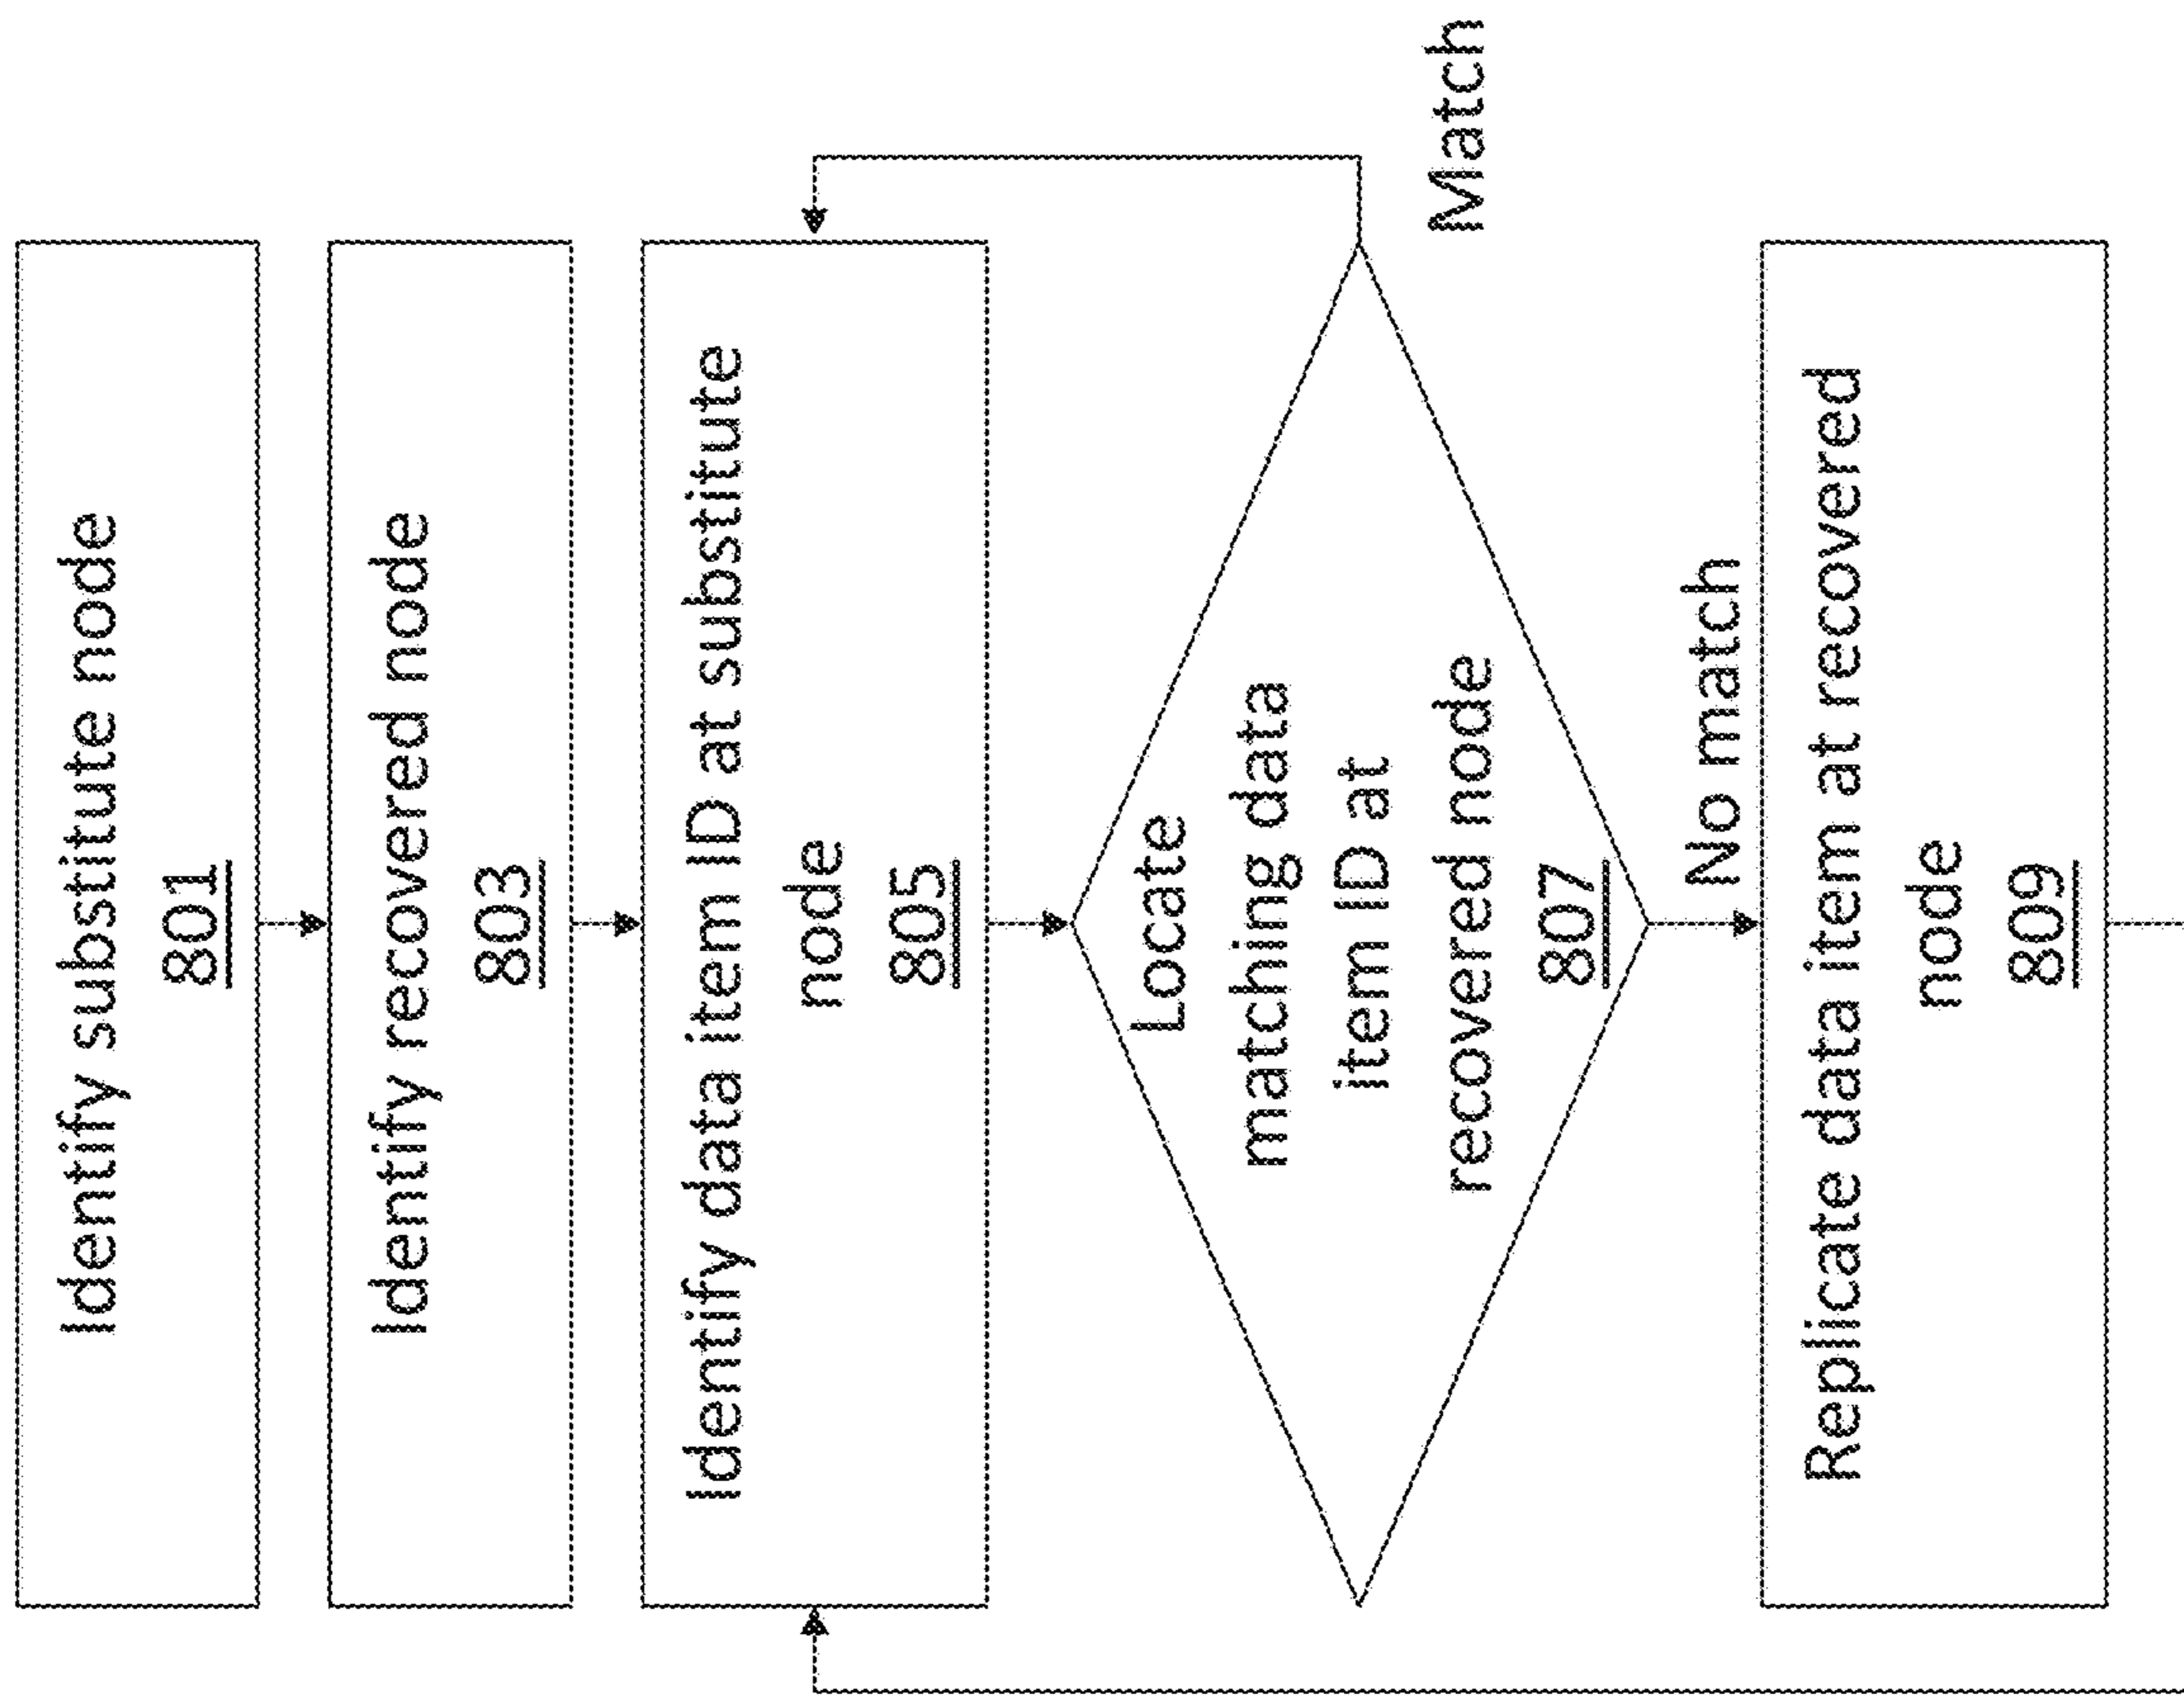 Identify substitute node
801
Identify recovered node
803
Identify data item ID at substitute
node
805
Locate
matching data
item ID at
recovered node
807
Match
No match
Replicate data item at recovered
node
809